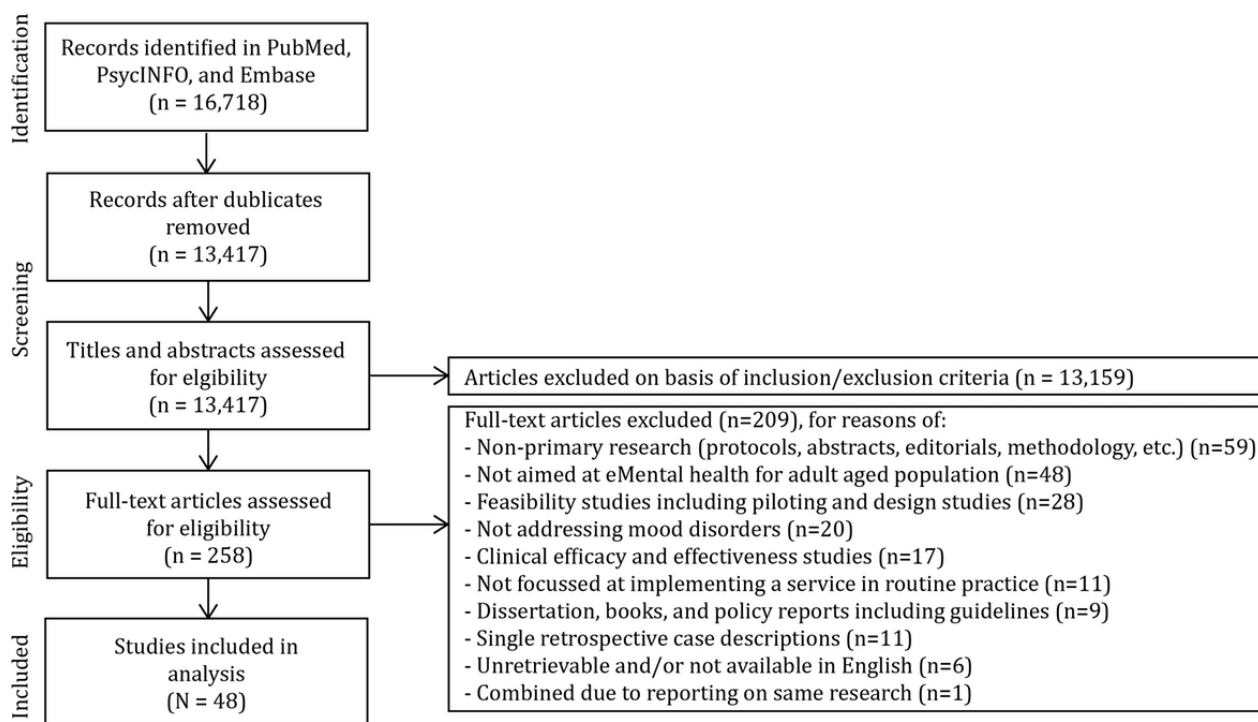 Identification
Records identified in PubMed,
PsycINFO, and Embase
(n = 16,718)
Screening
Records after dublicates
removed
(n = 13,417)
Titles and abstracts assessed
for elgibility
(n = 13,417)
Articles excluded on basis of inclusion/exclusion criteria (n = 13,159)
Eligibility
Full-text articles assessed
for eligibility
(n = 258)
Full-text articles excluded (n=209), for reasons of:
- Non-primary research (protocols, abstracts, editorials, methodology, etc.) (n=59)
- Not aimed at eMental health for adult aged population (n=48)
- Feasibility studies including piloting and design studies (n=28)
- Not addressing mood disorders (n=20)
- Clinical efficacy and effectiveness studies (n=17)
- Not focussed at implementing a service in routine practice (n=11)
- Dissertation, books, and policy reports including guidelines (n=9)
- Single retrospective case descriptions (n=11)
- Unretrievable and/or not available in English (n=6)
- Combined due to reporting on same research (n=1)
Included
Studies included in
analysis
(N = 48)